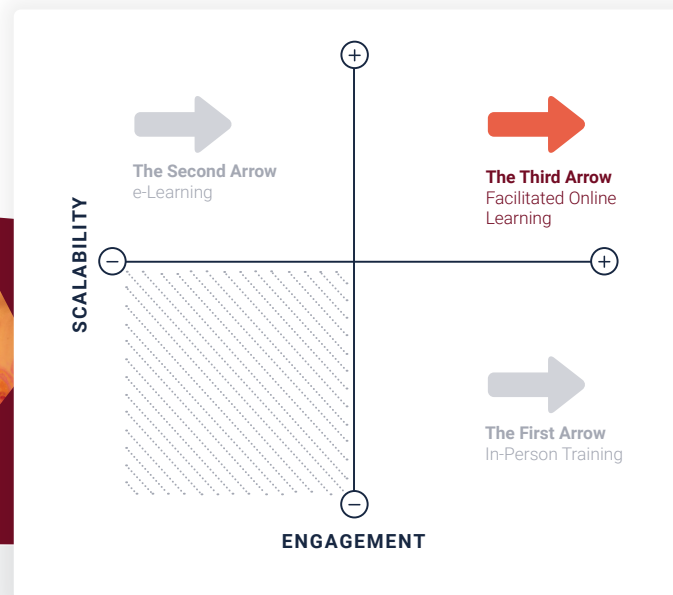 +
The Second Arrow
e-Learning
The Third Arrow
Facilitated Online
Learning
SCALABILITY
−
+
The First Arrow
In-Person Training
−
ENGAGEMENT